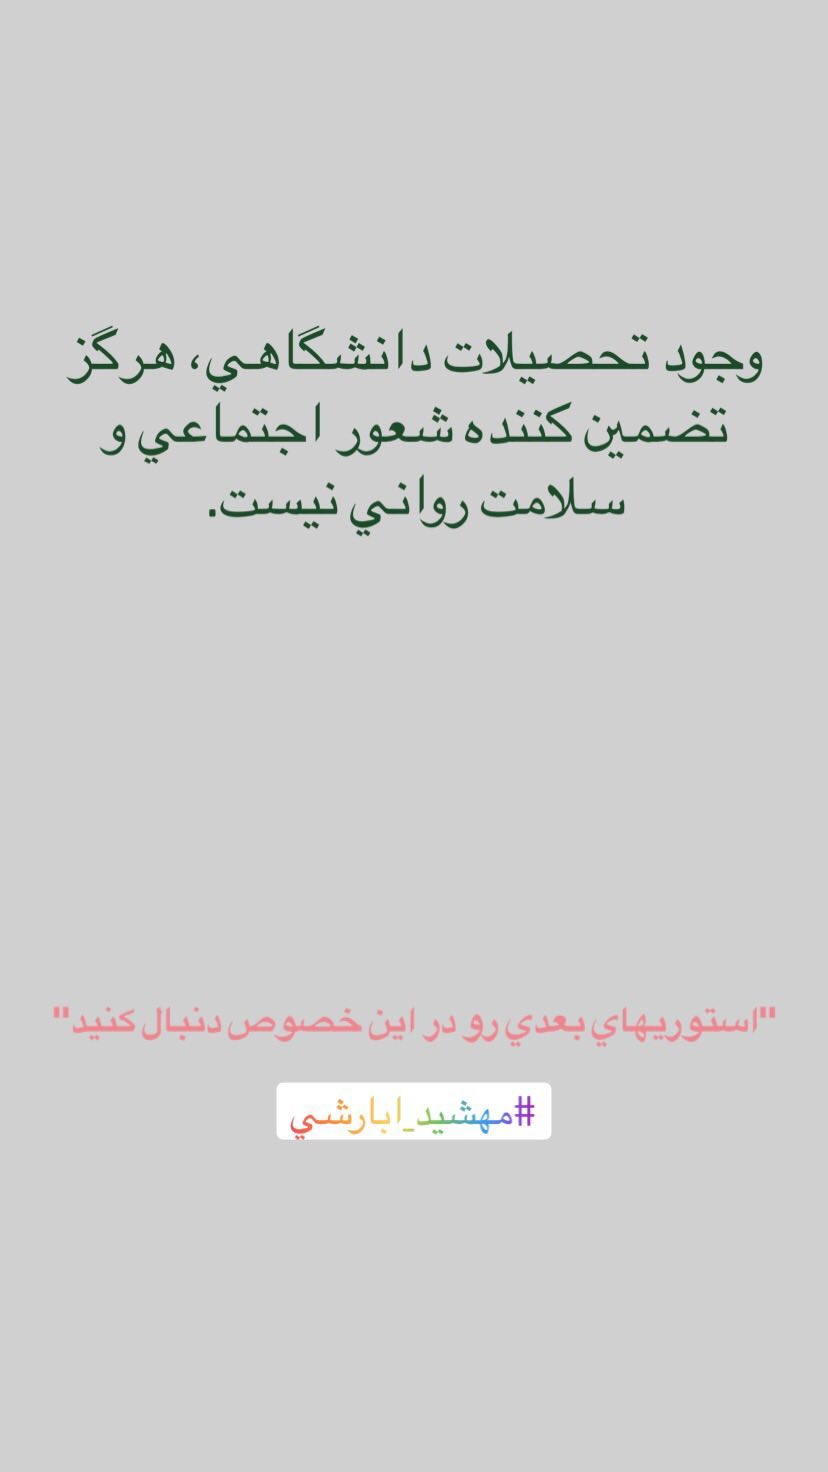 وجود تحصيلات دانشگاهي، هرگز
تضمين كننده شعور اجتماعي و
سلامت رواني نيست.
"استوريهاي بعدي رو در اين خصوص دنبال كنيد"
#مهشيد_ابارشي